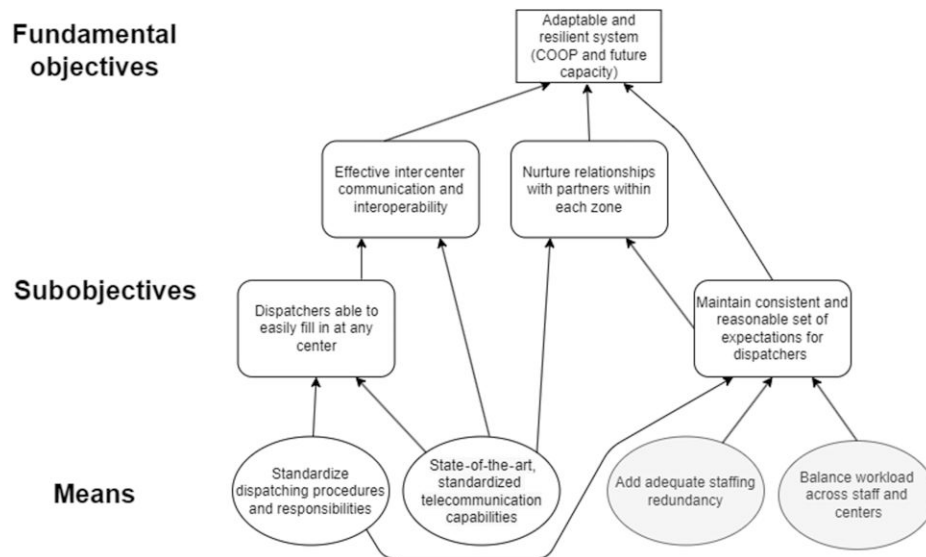 Fundamental
objectives
Adaptable and
resilient system
(COOP and future
capacity)
Effective intercenter
communication and
interoperability
Nurture relationships
with partners within
each zone
Subobjectives
Dispatchers able to
easily fill in at any
center
Maintain consistent and
reasonable set of
expectations for
dispatchers
Means
Standardize
dispatching procedures
and responsibilities
State-of-the-art,
standardized
telecommunication
capabilities
Add adequate staffing
redundancy
Balance workload
across staff and
centers